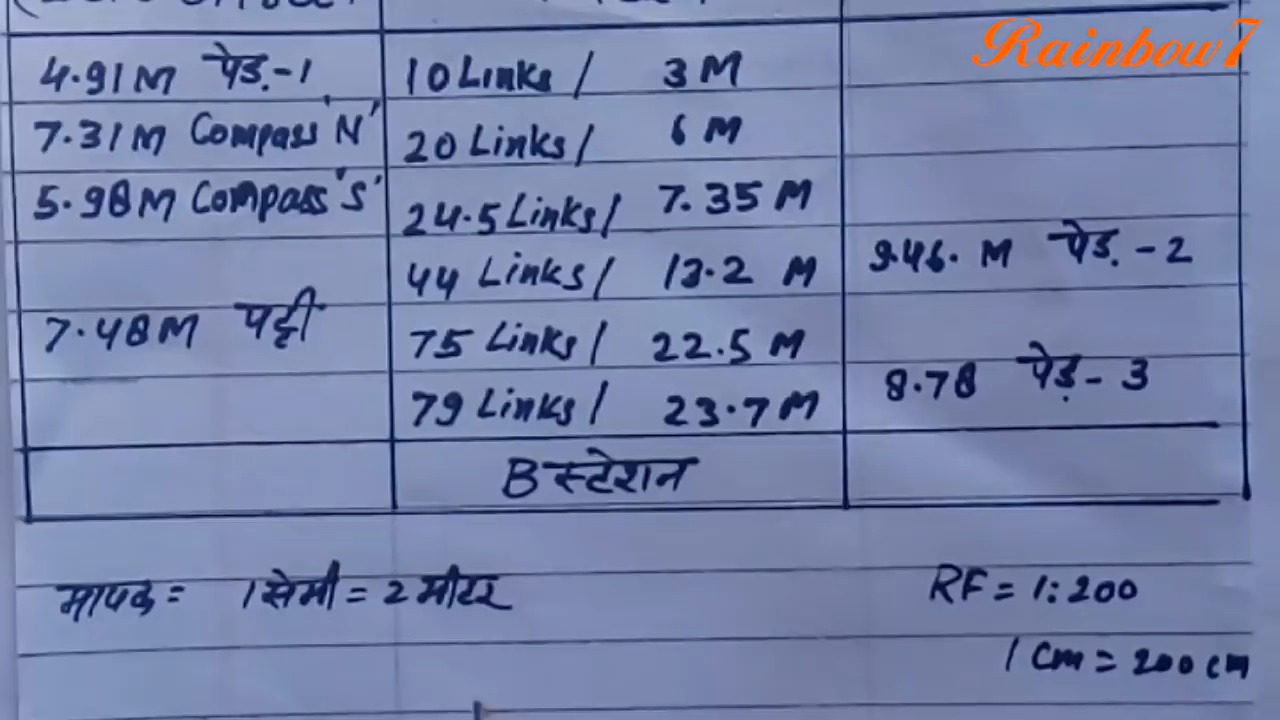 Rainbow7
4.91M पेड़-1 10 Links / 3 M
7.31M Compass 'N' 20 Links / 6 M
5.98M Compass 'S' 24.5 Links / 7.35 M
44 Links / 13.2 M 9.46. M पेड़-2
7.48M पट्टी 75 Links / 22.5 M
79 Links / 23.7 M 8.78 पेड़-3
B स्टेशन
मापक = 1 सेमी = 2 मीटर RF = 1:200
1 cm = 200 cm